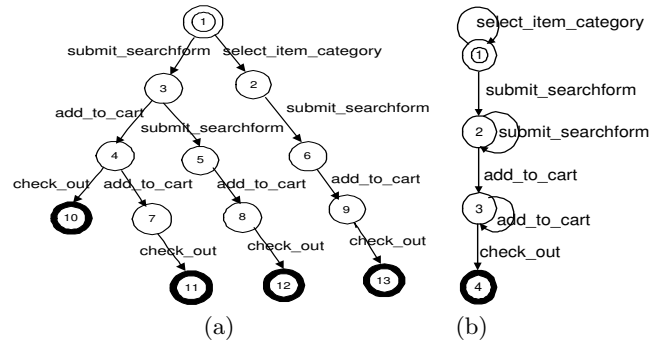 1
submit_searchform select_item_category
3 2
add_to_cart submit_searchform submit_searchform
4 5 6
check_out add_to_cart add_to_cart add_to_cart
10 7 8 9
check_out check_out check_out
11 12 13
(a)
select_item_category
1
submit_searchform
2 submit_searchform
add_to_cart
3 add_to_cart
check_out
4
(b)